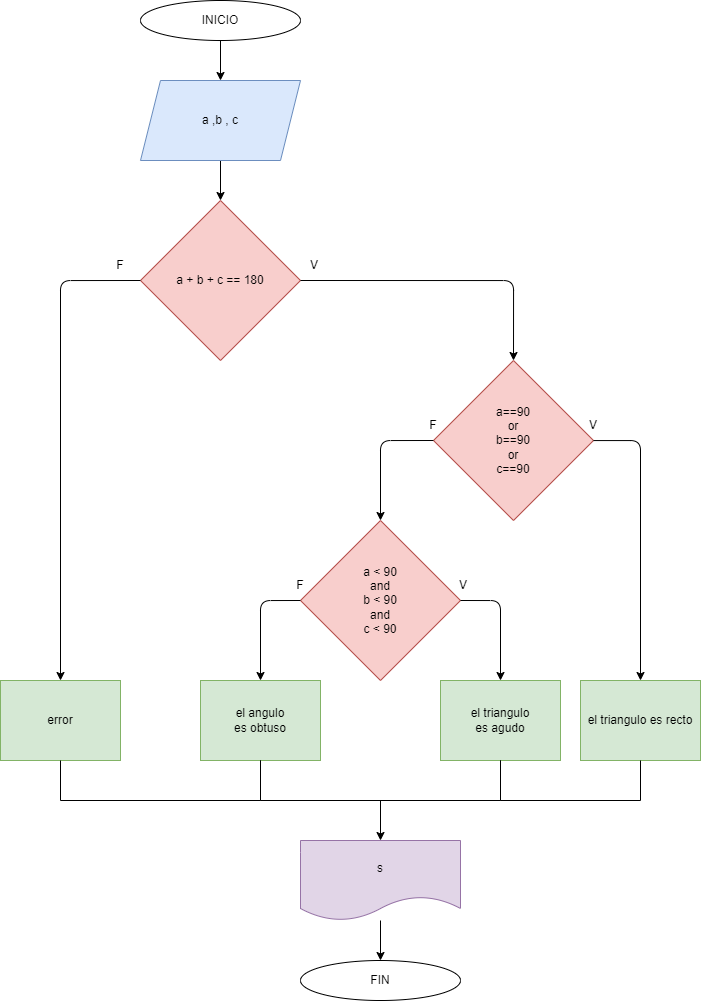 INICIO
a ,b , c
F
V
a + b + c == 180
F
V
a==90
or
b==90
or
c==90
F
V
a < 90
and
b < 90
and
c < 90
error
el angulo
es obtuso
el triangulo
es agudo
el triangulo es recto
s
FIN